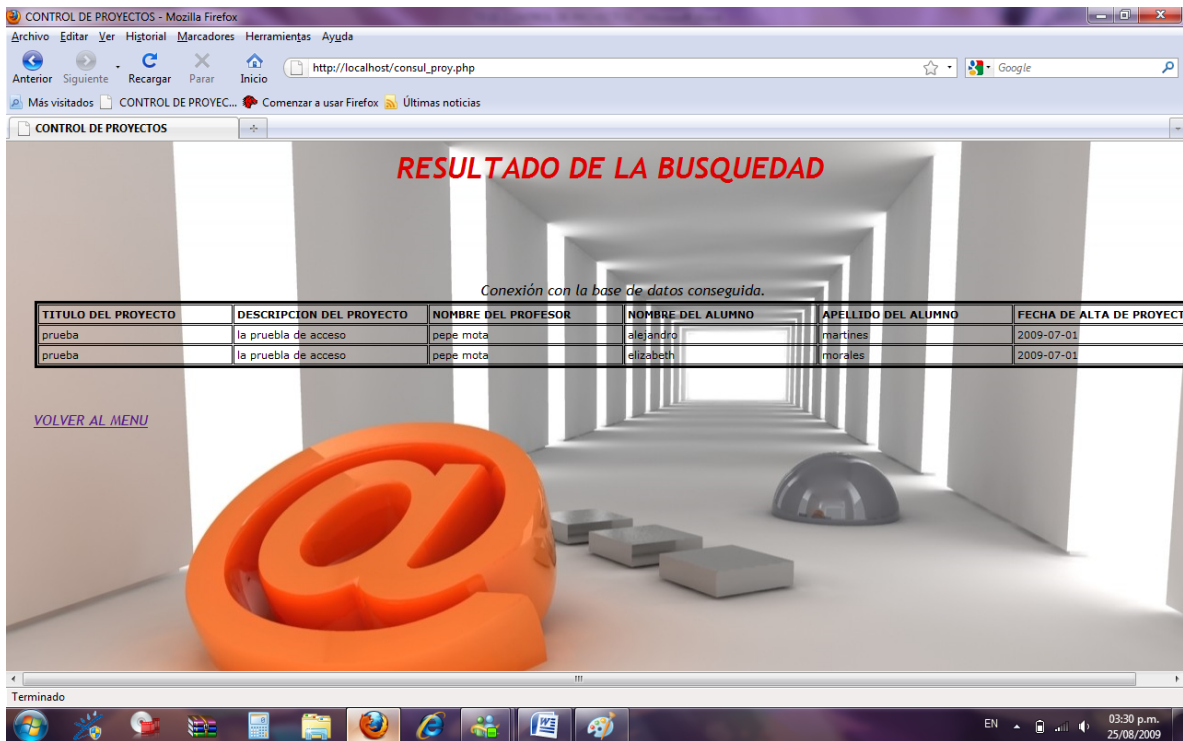 CONTROL DE PROYECTOS - Mozilla Firefox
Archivo Editar Ver Historial Marcadores Herramientas Ayuda
Anterior Siguiente Recargar Parar Inicio http://localhost/consul_proy.php Google
Más visitados CONTROL DE PROYEC... Comenzar a usar Firefox Últimas noticias
CONTROL DE PROYECTOS
RESULTADO DE LA BUSQUEDAD
Conexión con la base de datos conseguida.
TITULO DEL PROYECTO DESCRIPCION DEL PROYECTO NOMBRE DEL PROFESOR NOMBRE DEL ALUMNO APELLIDO DEL ALUMNO FECHA DE ALTA DE PROYECT
prueba la pruebla de acceso pepe mota alejandro martines 2009-07-01
prueba la pruebla de acceso pepe mota elizabeth morales 2009-07-01
VOLVER AL MENU
Terminado
EN 03:30 p.m.
25/08/2009